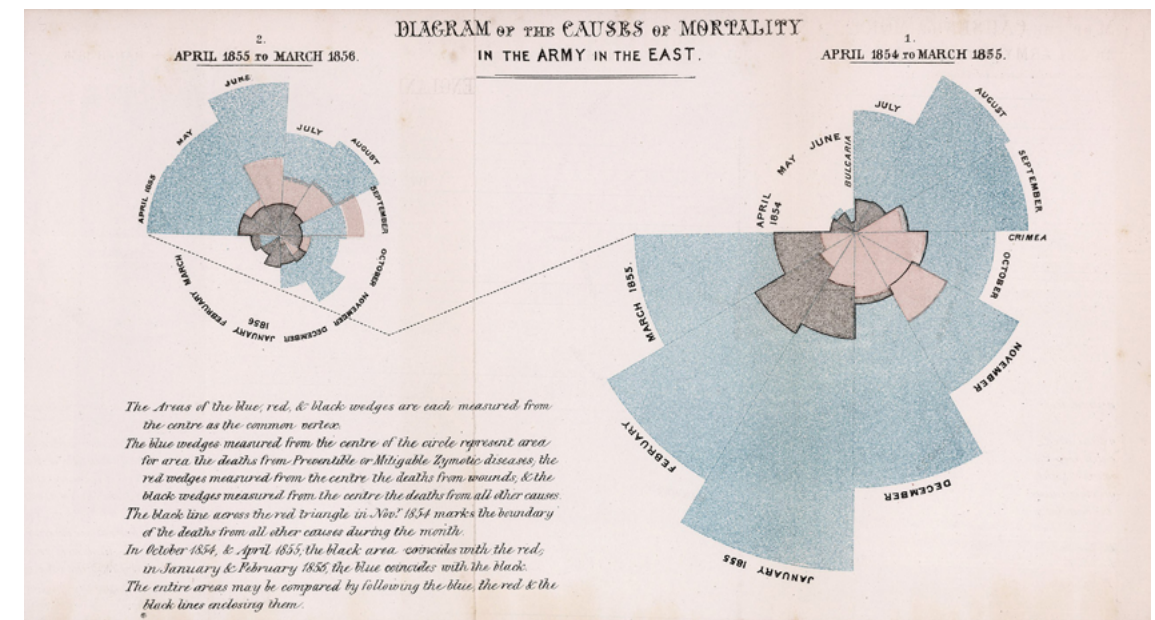 DIAGRAM OF THE CAUSES OF MORTALITY
IN THE ARMY IN THE EAST.
2.
APRIL 1855 TO MARCH 1856.
1.
APRIL 1854 TO MARCH 1855.
APRIL 1855
MAY
JUNE
JULY
AUGUST
SEPTEMBER
OCTOBER
NOVEMBER
DECEMBER
JANUARY
1856
FEBRUARY
MARCH
APRIL
1854
MAY
JUNE
BULGARIA
JULY
AUGUST
SEPTEMBER
CRIMEA
OCTOBER
NOVEMBER
DECEMBER
JANUARY 1855
FEBRUARY
MARCH 1855.
The Areas of the blue, red, & black wedges are each measured from
the centre as the common vertex.
The blue wedges measured from the centre of the circle represent area
for area the deaths from Preventible or Mitigable Zymotic diseases; the
red wedges measured from the centre the deaths from wounds; & the
black wedges measured from the centre the deaths from all other causes.
The black line across the red triangle in Nov.r 1854 marks the boundary
of the deaths from all other causes during the month.
In October 1854, & April 1855; the black area coincides with the red;
in January & February 1856, the blue coincides with the black.
The entire areas may be compared by following the blue, the red & the
black lines enclosing them.